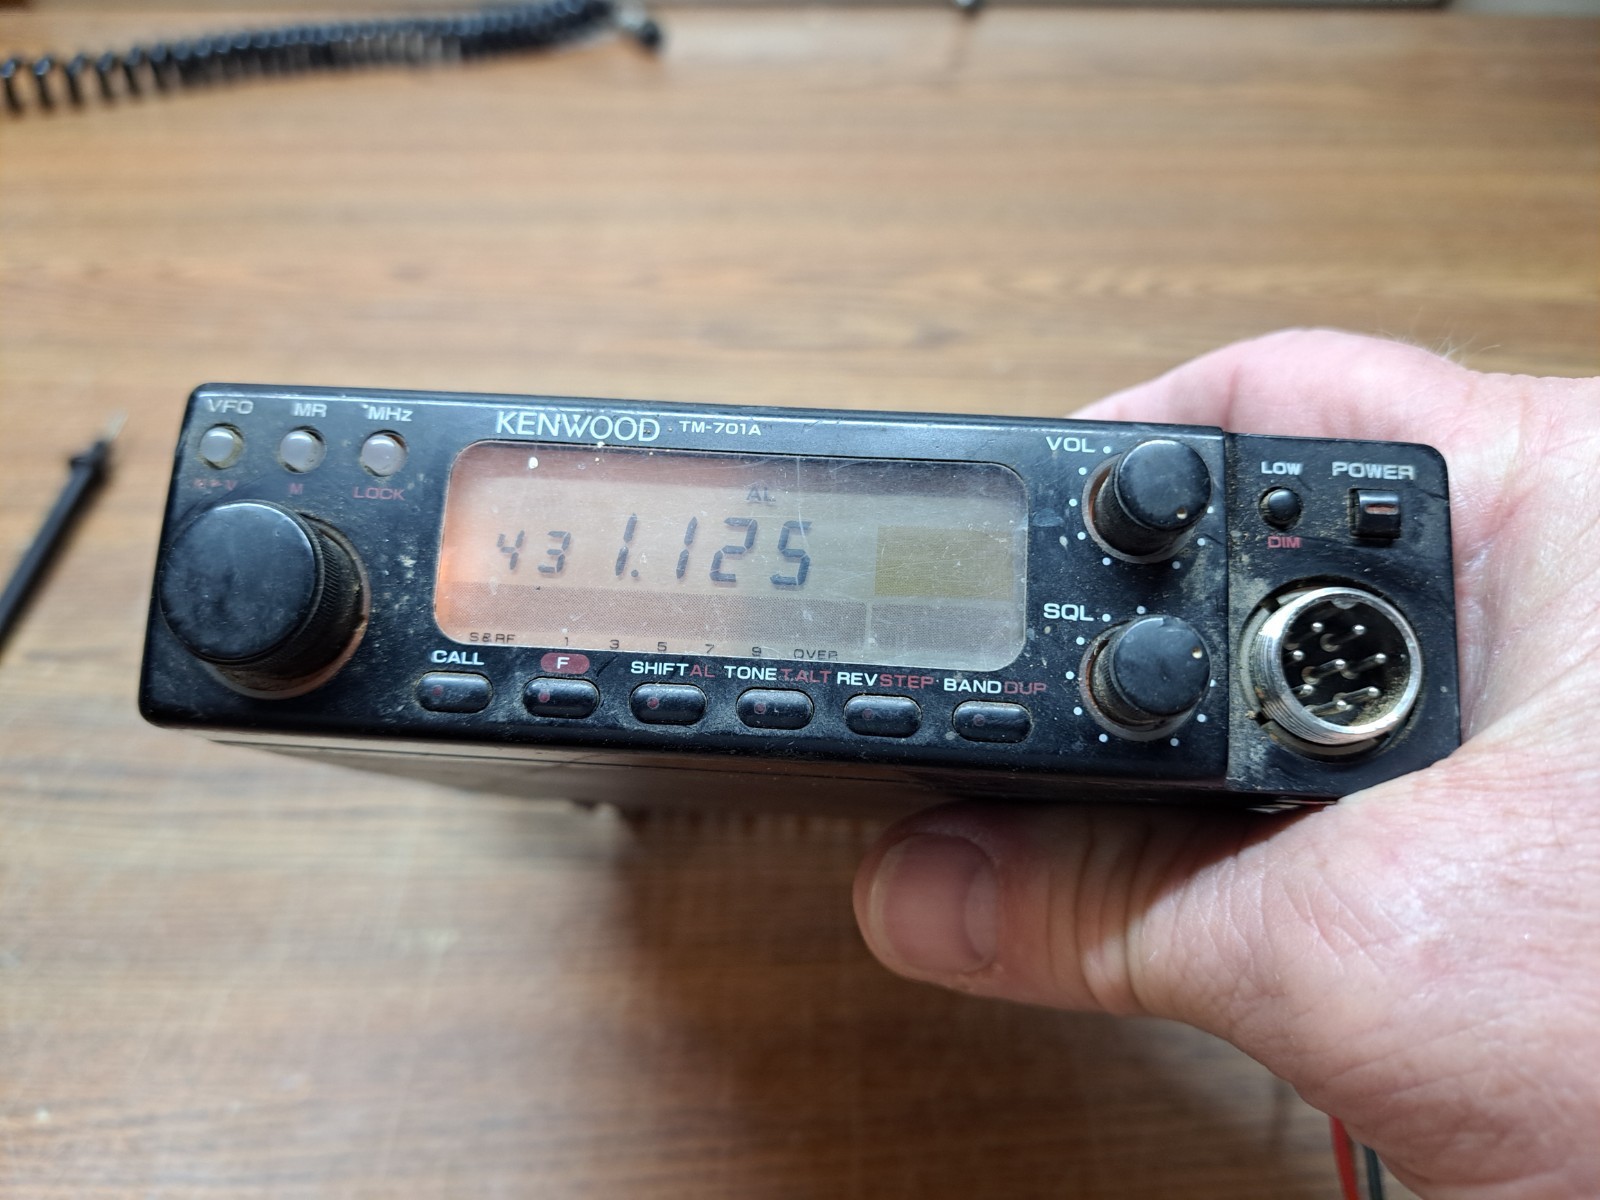 VFO MR MHz
KENWOOD TM-701A
M▶V M LOCK
AL
431.125
S&RF 1 3 5 7 9 OVER
CALL F SHIFT AL TONE T.ALT REV STEP BAND DUP
VOL
SQL
LOW POWER
DIM